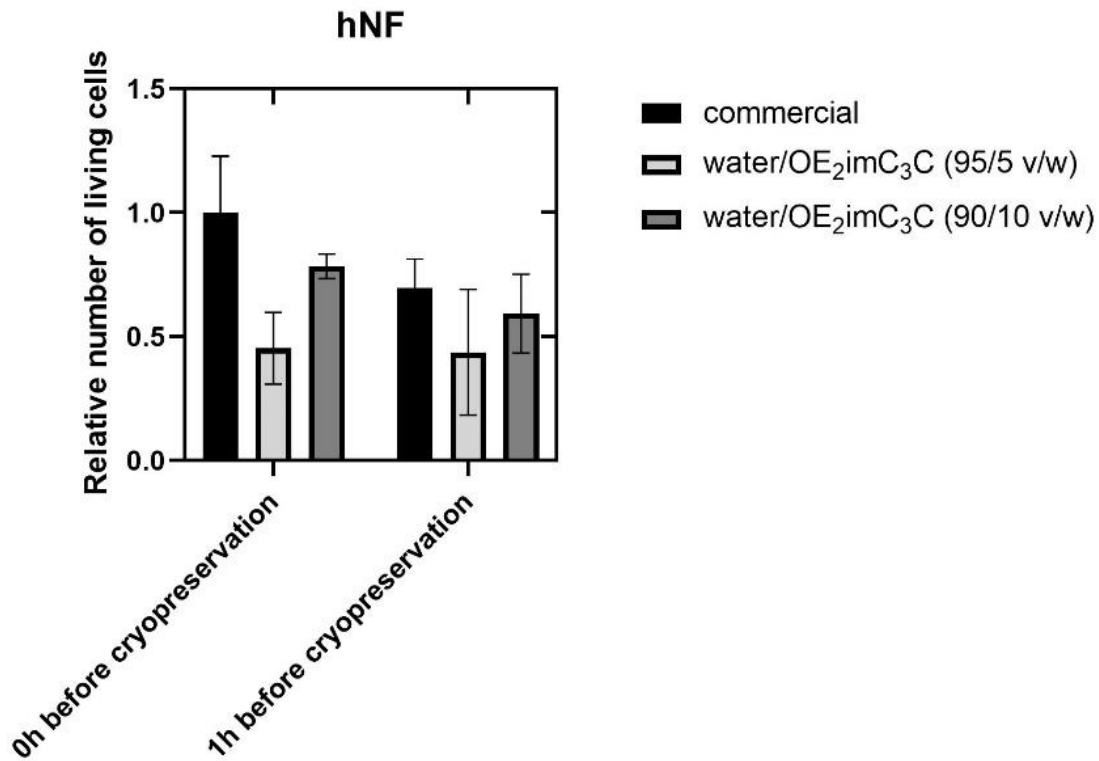 hNF
Relative number of living cells
1.5
1.0
0.5
0.0
0h before cryopreservation
1h before cryopreservation
commercial
water/OE₂imC₃C (95/5 v/w)
water/OE₂imC₃C (90/10 v/w)